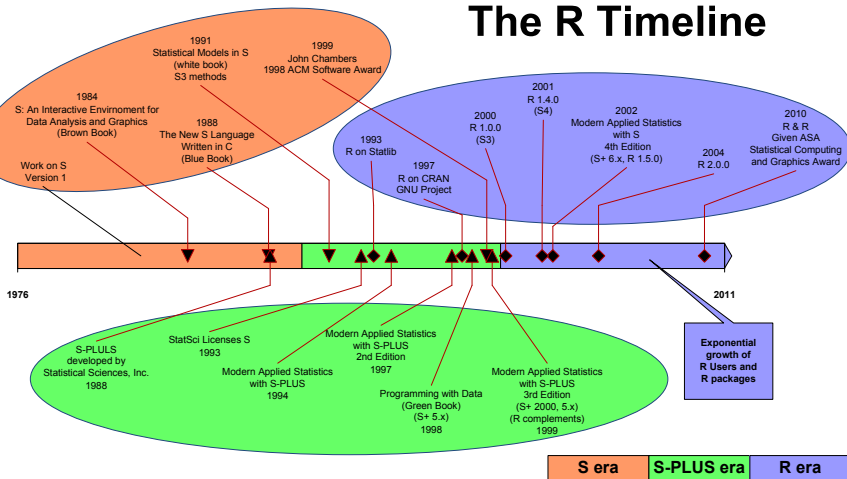 The R Timeline
1984
S: An Interactive Envirnoment for
Data Analysis and Graphics
(Brown Book)
1991
Statistical Models in S
(white book)
S3 methods
1999
John Chambers
1998 ACM Software Award
1988
The New S Language
Written in C
(Blue Book)
Work on S
Version 1
1993
R on Statlib
1997
R on CRAN
GNU Project
2000
R 1.0.0
(S3)
2001
R 1.4.0
(S4)
2002
Modern Applied Statistics
with S
4th Edition
(S+ 6.x, R 1.5.0)
2004
R 2.0.0
2010
R & R
Given ASA
Statistical Computing
and Graphics Award
1976
2011
S-PLULS
developed by
Statistical Sciences, Inc.
1988
StatSci Licenses S
1993
Modern Applied Statistics
with S-PLUS
1994
Modern Applied Statistics
with S-PLUS
2nd Edition
1997
Programming with Data
(Green Book)
(S+ 5.x)
1998
Modern Applied Statistics
with S-PLUS
3rd Edition
(S+ 2000, 5.x)
(R complements)
1999
Exponential
growth of
R Users and
R packages
S era
S-PLUS era
R era